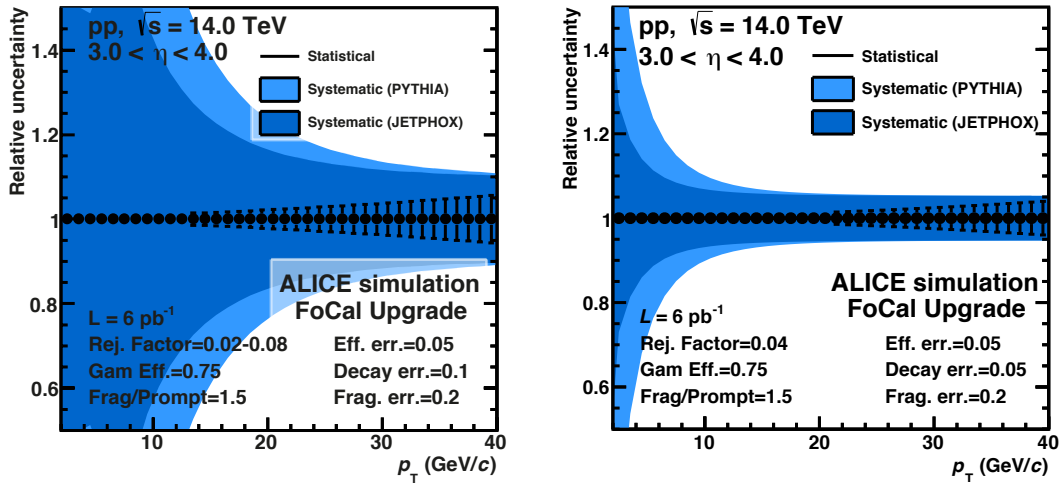 pp, √s = 14.0 TeV
3.0 < η < 4.0
Statistical
Systematic (PYTHIA)
Systematic (JETPHOX)
Relative uncertainty
1.4
1.2
1
0.8
0.6
ALICE simulation
FoCal Upgrade
L = 6 pb⁻¹
Rej. Factor=0.02-0.08
Eff. err.=0.05
Gam Eff.=0.75
Decay err.=0.1
Frag/Prompt=1.5
Frag. err.=0.2
10
20
30
40
p_T (GeV/c)
pp, √s = 14.0 TeV
3.0 < η < 4.0
Statistical
Systematic (PYTHIA)
Systematic (JETPHOX)
Relative uncertainty
1.4
1.2
1
0.8
0.6
ALICE simulation
FoCal Upgrade
L = 6 pb⁻¹
Rej. Factor=0.04
Eff. err.=0.05
Gam Eff.=0.75
Decay err.=0.05
Frag/Prompt=1.5
Frag. err.=0.2
10
20
30
40
p_T (GeV/c)